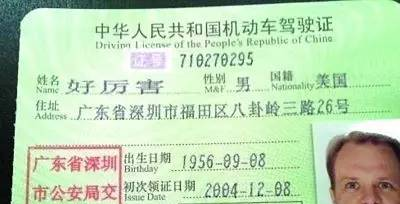 中华人民共和国机动车驾驶证
Driving License of the People's Republic of China
证号 710270295
姓名 Name 好厉害 性别 M&F 男 国籍 Nationality 美国
住址 Address 广东省深圳市福田区八卦岭三路26号
广东省深圳
市公安局交
出生日期 Birthday 1956-09-08
初次领证日期 Issue Date 2004-12-08